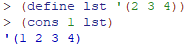 > (define lst '(2 3 4))
> (cons 1 lst)
'(1 2 3 4)